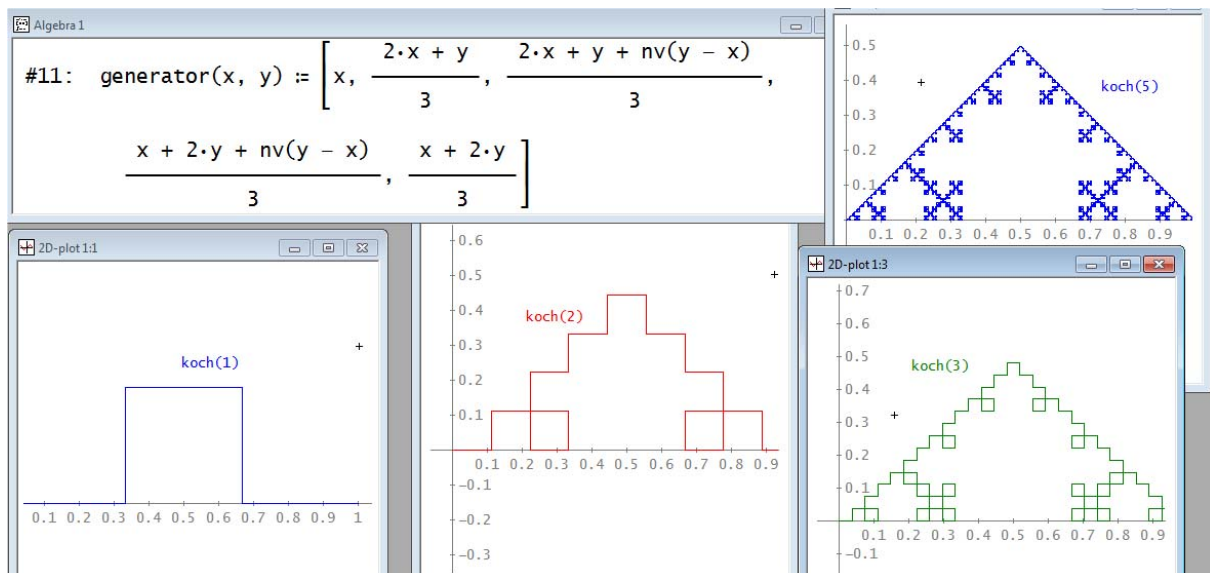 Algebra 1
#11: generator(x, y) := [x, (2·x + y)/3, (2·x + y + nv(y − x))/3,
(x + 2·y + nv(y − x))/3, (x + 2·y)/3]
0.5
0.4
koch(5)
0.3
0.2
0.1
0.1 0.2 0.3 0.4 0.5 0.6 0.7 0.8 0.9
2D-plot 1:1
koch(1)
0.1 0.2 0.3 0.4 0.5 0.6 0.7 0.8 0.9 1
0.6
0.5
0.4
koch(2)
0.3
0.2
0.1
0.1 0.2 0.3 0.4 0.5 0.6 0.7 0.8 0.9
−0.1
−0.2
−0.3
2D-plot 1:3
0.7
0.6
0.5
koch(3)
0.4
0.3
0.2
0.1
0.1 0.2 0.3 0.4 0.5 0.6 0.7 0.8 0.9
−0.1